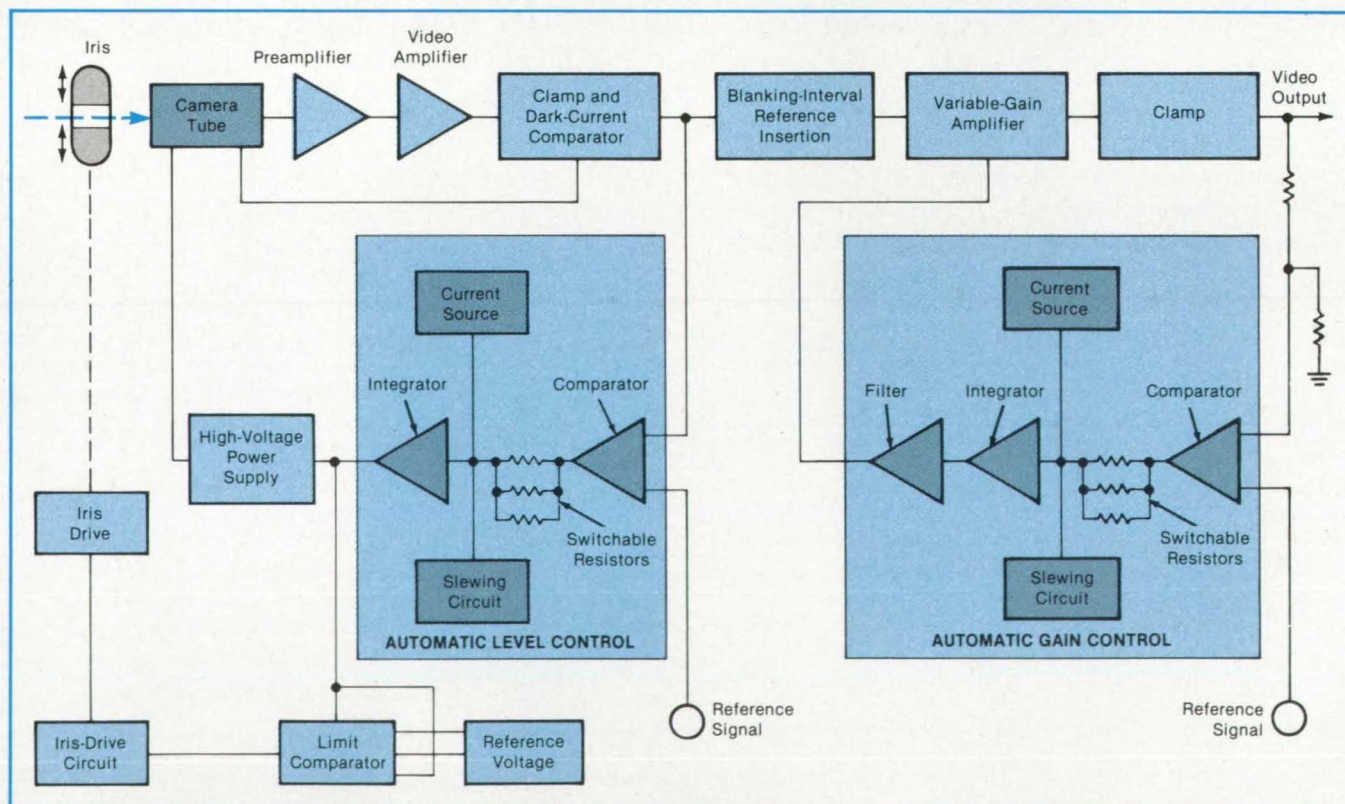 Iris
Camera
Tube
Preamplifier
Video
Amplifier
Clamp and
Dark-Current
Comparator
Blanking-Interval
Reference
Insertion
Variable-Gain
Amplifier
Clamp
Video
Output
Current
Source
Integrator
Comparator
Switchable
Resistors
Slewing
Circuit
AUTOMATIC LEVEL CONTROL
Current
Source
Filter
Integrator
Comparator
Switchable
Resistors
Slewing
Circuit
AUTOMATIC GAIN CONTROL
High-Voltage
Power
Supply
Iris
Drive
Iris-Drive
Circuit
Limit
Comparator
Reference
Voltage
Reference
Signal
Reference
Signal